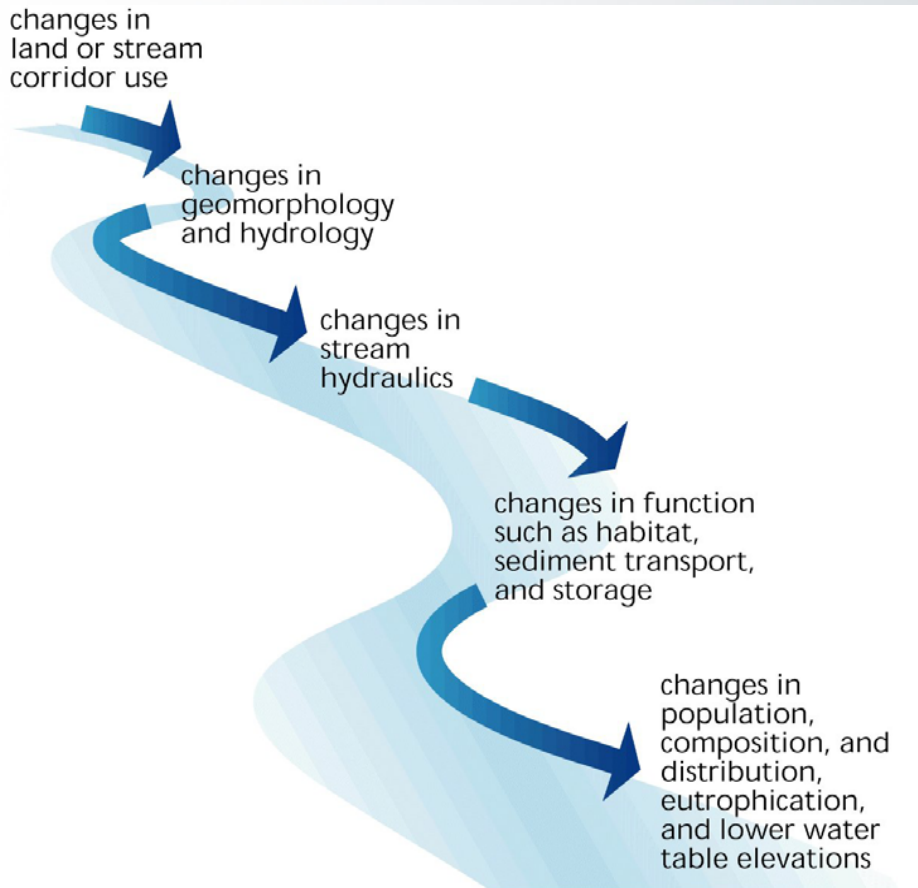 changes in
land or stream
corridor use
changes in
geomorphology
and hydrology
changes in
stream
hydraulics
changes in function
such as habitat,
sediment transport,
and storage
changes in
population,
composition, and
distribution,
eutrophication,
and lower water
table elevations